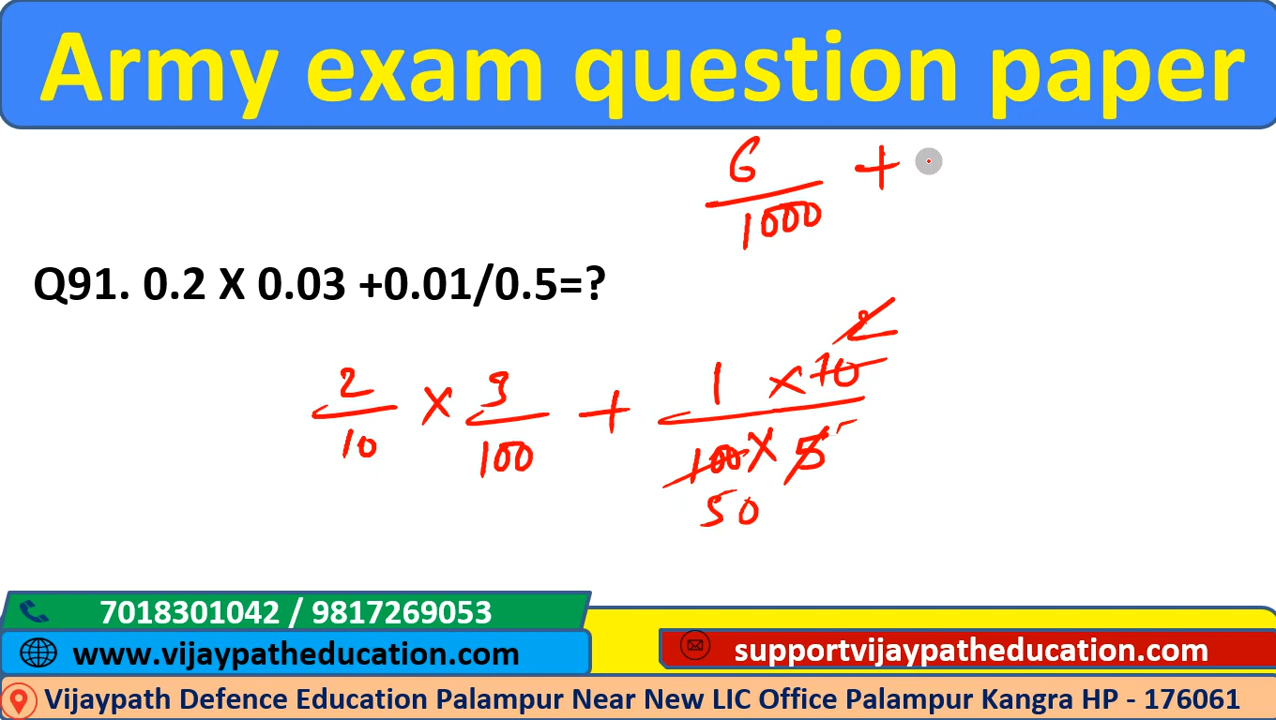 Army exam question paper
6/1000 +
Q91. 0.2 X 0.03 +0.01/0.5=?
2
2/10 × 3/100 + 1 × 10/100 × 5
50
7018301042 / 9817269053
www.vijaypatheducation.com
supportvijaypatheducation.com
Vijaypath Defence Education Palampur Near New LIC Office Palampur Kangra HP - 176061